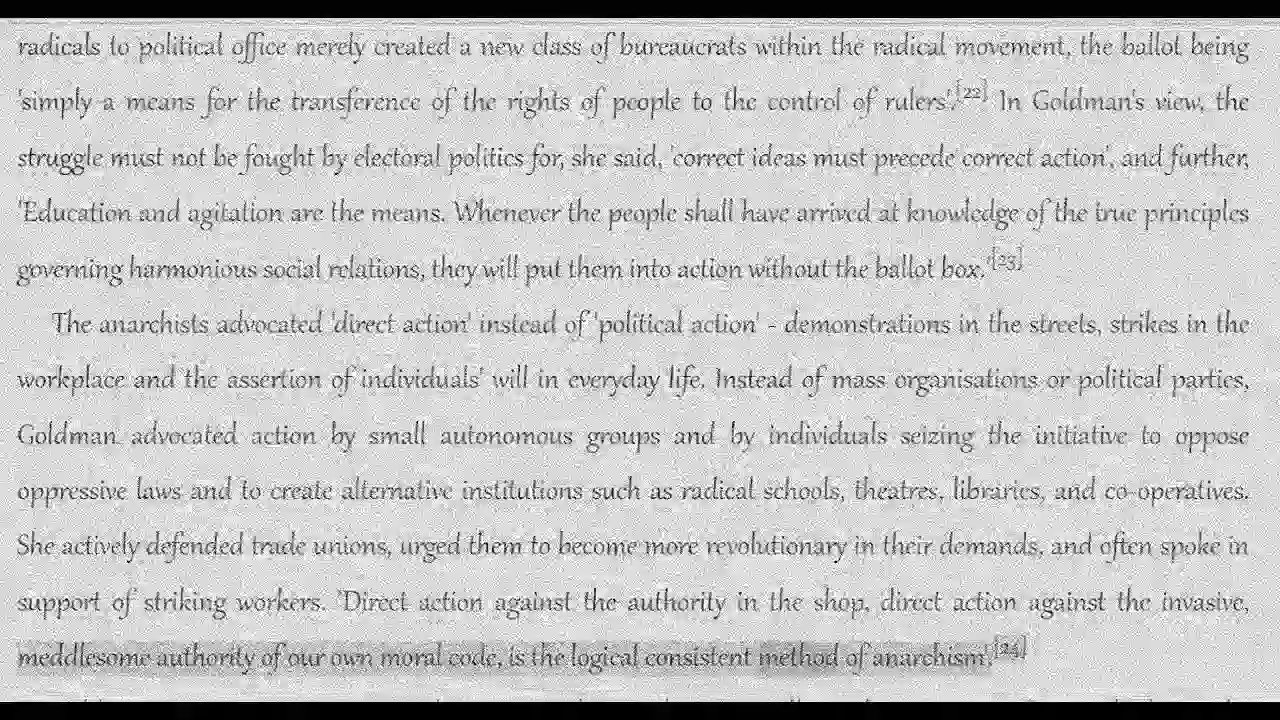 radicals to political office merely created a new class of bureaucrats within the radical movement, the ballot being
'simply a means for the transference of the rights of people to the control of rulers'.[22] In Goldman's view, the
struggle must not be fought by electoral politics for, she said, 'correct ideas must precede correct action', and further,
'Education and agitation are the means. Whenever the people shall have arrived at knowledge of the true principles
governing harmonious social relations, they will put them into action without the ballot box.'[23]
The anarchists advocated 'direct action' instead of 'political action' - demonstrations in the streets, strikes in the
workplace and the assertion of individuals' will in everyday life. Instead of mass organisations or political parties,
Goldman advocated action by small autonomous groups and by individuals seizing the initiative to oppose
oppressive laws and to create alternative institutions such as radical schools, theatres, libraries, and co-operatives.
She actively defended trade unions, urged them to become more revolutionary in their demands, and often spoke in
support of striking workers. 'Direct action against the authority in the shop, direct action against the invasive,
meddlesome authority of our own moral code, is the logical consistent method of anarchism'.[24]